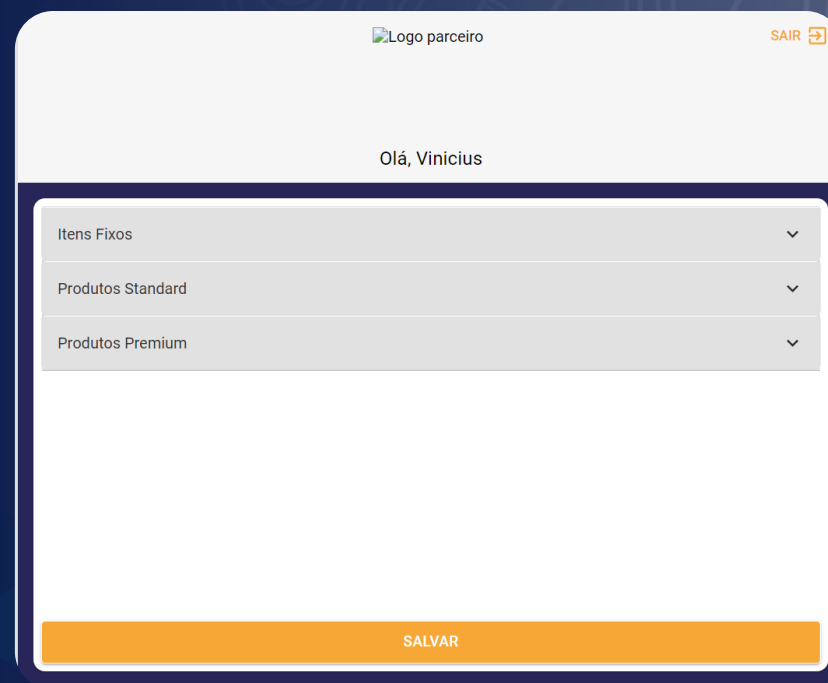 Logo parceiro
SAIR
Olá, Vinicius
Itens Fixos
Produtos Standard
Produtos Premium
SALVAR